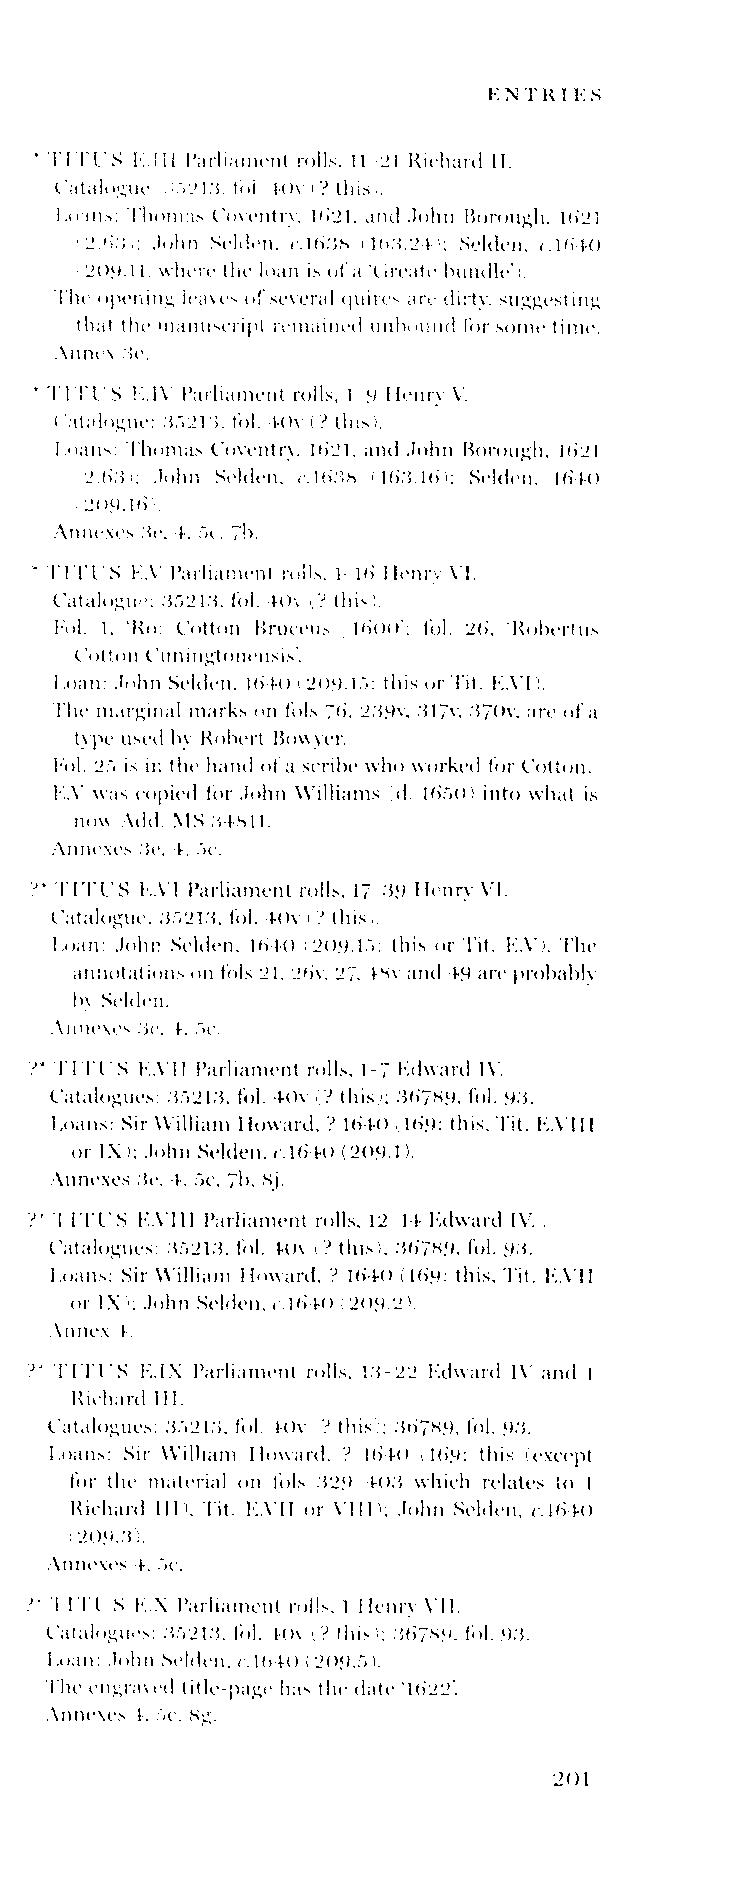 ENTRIES
* TITUS E.III Parliament rolls, 11–21 Richard II.
Catalogue: 35213, fol. 40v (? this).
Loans: Thomas Coventry, 1621, and John Borough, 1621
(2.63); John Selden, c.1638 (163.24); Selden, c.1640
(209.11, where the loan is of a 'Greate bundle').
The opening leaves of several quires are dirty, suggesting
that the manuscript remained unbound for some time.
Annex 3e.
* TITUS E.IV Parliament rolls, 1–9 Henry V.
Catalogue: 35213, fol. 40v (? this).
Loans: Thomas Coventry, 1621, and John Borough, 1621
(2.63); John Selden, c.1638 (163.16); Selden, 1640
(209.16).
Annexes 3e, 4, 5c, 7b.
* TITUS E.V Parliament rolls, 1–16 Henry VI.
Catalogue: 35213, fol. 40v (? this).
Fol. 1, 'Ro: Cotton Bruceus 1600'; fol. 26, 'Robertus
Cotton Cuningtonensis'.
Loan: John Selden, 1640 (209.15: this or Tit. E.VI).
The marginal marks on fols 76, 239v, 317v, 370v, are of a
type used by Robert Bowyer.
Fol. 25 is in the hand of a scribe who worked for Cotton.
E.V was copied for John Williams (d. 1650) into what is
now Add. MS 34811.
Annexes 3e, 4, 5c.
?* TITUS E.VI Parliament rolls, 17–39 Henry VI.
Catalogue, 35213, fol. 40v (? this).
Loan: John Selden, 1640 (209.15: this or Tit. E.V). The
annotations on fols 21, 26v, 27, 48v and 49 are probably
by Selden.
Annexes 3e, 4, 5c.
?* TITUS E.VII Parliament rolls, 1–7 Edward IV.
Catalogues: 35213, fol. 40v (? this); 36789, fol. 93.
Loans: Sir William Howard, ? 1640 (169: this, Tit. E.VIII
or IX); John Selden, c.1640 (209.1).
Annexes 3e, 4, 5c, 7b, 8j.
?* TITUS E.VIII Parliament rolls, 12–14 Edward IV. .
Catalogues: 35213, fol. 40v (? this), 36789, fol. 93.
Loans: Sir William Howard, ? 1640 (169: this, Tit. E.VII
or IX); John Selden, c.1640 (209.2).
Annex 4.
?* TITUS E.IX Parliament rolls, 13–22 Edward IV and 1
Richard III.
Catalogues: 35213, fol. 40v (? this); 36789, fol. 93.
Loans: Sir William Howard, ? 1640 (169: this (except
for the material on fols 329–403 which relates to 1
Richard III), Tit. E.VII or VIII); John Selden, c.1640
(209.3).
Annexes 4, 5c.
?* TITUS E.X Parliament rolls, 1 Henry VII.
Catalogues: 35213, fol. 40v (? this); 36789, fol. 93.
Loan: John Selden, c.1640 (209.5).
The engraved title-page has the date '1622'.
Annexes 4, 5c, 8g.
201